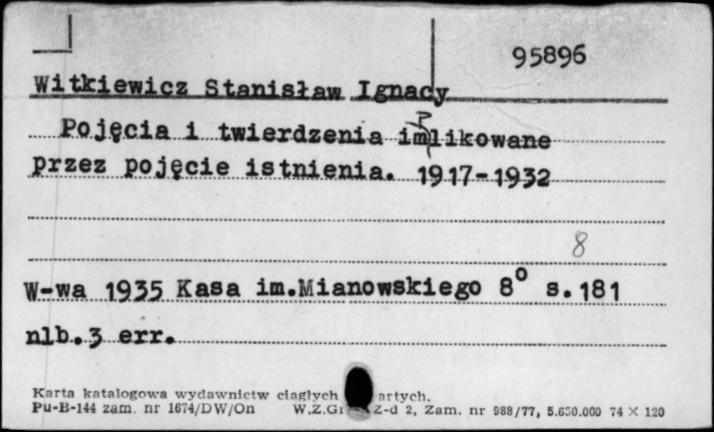 95896
Witkiewicz Stanisław Ignacy
Pojęcia i twierdzenia implikowane
przez pojęcie istnienia. 1917-1932
8
W-wa 1935 Kasa im.Mianowskiego 8° s.181
nlb.3 err.
Karta katalogowa wydawnictw ciągłych artych.
Pu-B-144 zam. nr 1674/DW/On W.Z.Gr Z-d 2, Zam. nr 988/77, 5.650.000 74 X 120